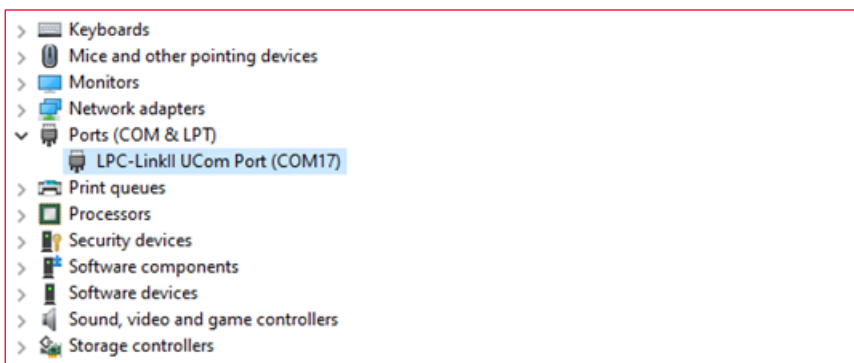 Keyboards
Mice and other pointing devices
Monitors
Network adapters
Ports (COM & LPT)
LPC-LinkII UCom Port (COM17)
Print queues
Processors
Security devices
Software components
Software devices
Sound, video and game controllers
Storage controllers